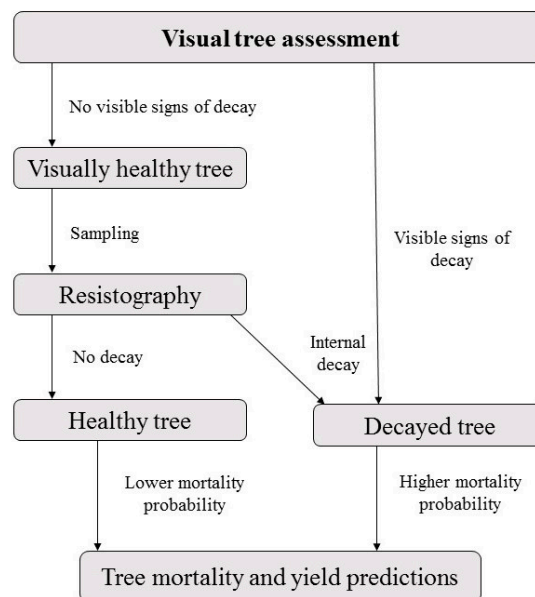 Visual tree assessment
No visible signs of decay
Visually healthy tree
Sampling
Visible signs of
decay
Resistography
No decay
Internal
decay
Healthy tree
Decayed tree
Lower mortality
probability
Higher mortality
probability
Tree mortality and yield predictions